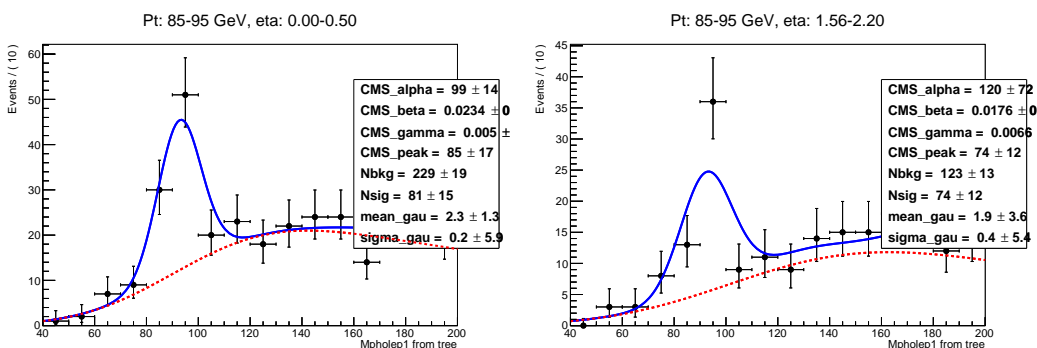 Pt: 85-95 GeV, eta: 0.00-0.50
Events / ( 10 )
60
50
40
30
20
10
0
40 60 80 100 120 140 160 180 200
Mpholep1 from tree
CMS_alpha = 99 ± 14
CMS_beta = 0.0234 ± 0
CMS_gamma = 0.005 ±
CMS_peak = 85 ± 17
Nbkg = 229 ± 19
Nsig = 81 ± 15
mean_gau = 2.3 ± 1.3
sigma_gau = 0.2 ± 5.9
Pt: 85-95 GeV, eta: 1.56-2.20
Events / ( 10 )
45
40
35
30
25
20
15
10
5
0
40 60 80 100 120 140 160 180 200
Mpholep1 from tree
CMS_alpha = 120 ± 72
CMS_beta = 0.0176 ± 0
CMS_gamma = 0.0066
CMS_peak = 74 ± 12
Nbkg = 123 ± 13
Nsig = 74 ± 12
mean_gau = 1.9 ± 3.6
sigma_gau = 0.4 ± 5.4